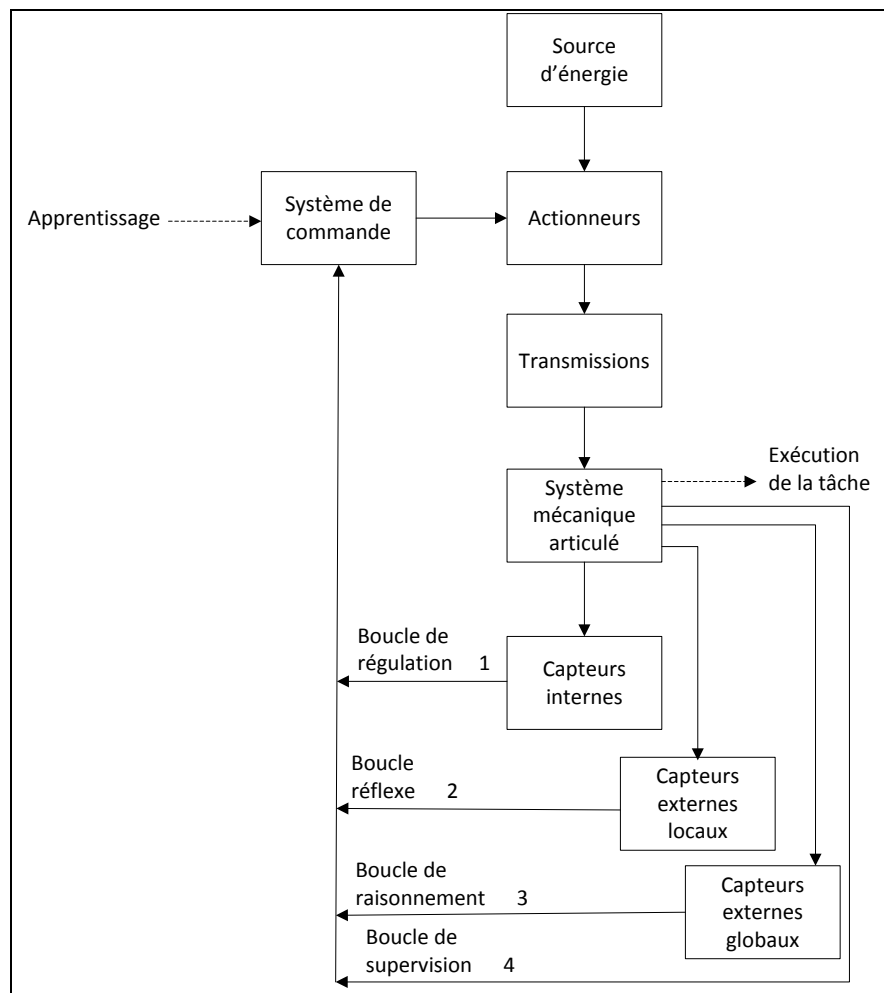 Source
d'énergie
Apprentissage
Système de
commande
Actionneurs
Transmissions
Exécution
de la tâche
Système
mécanique
articulé
Boucle de
régulation 1
Capteurs
internes
Boucle
réflexe 2
Capteurs
externes
locaux
Boucle de
raisonnement 3
Capteurs
externes
globaux
Boucle de
supervision 4